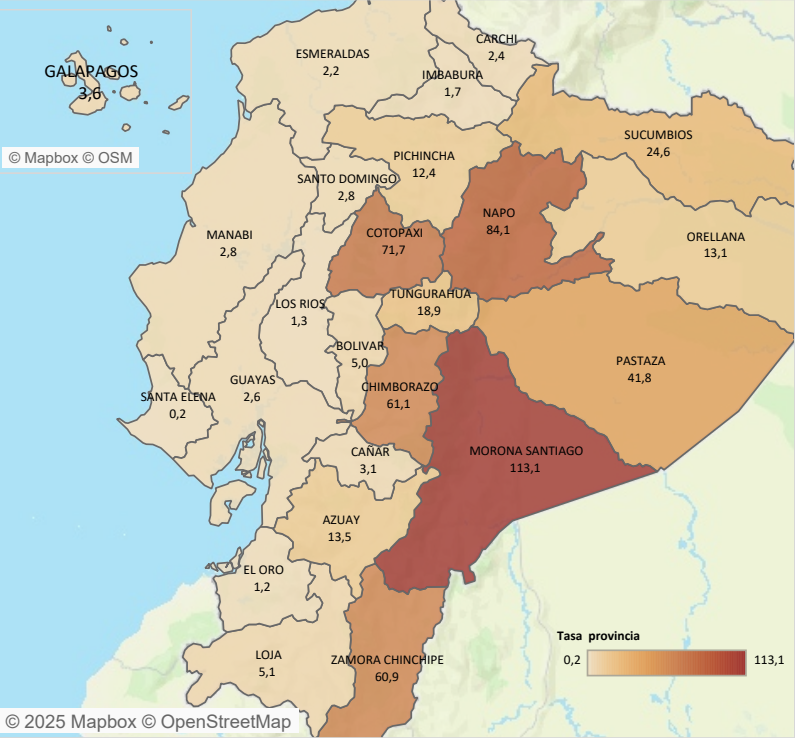 CARCHI
2,4
ESMERALDAS
2,2
IMBABURA
1,7
GALAPAGOS
3,6
© Mapbox © OSM
SUCUMBIOS
24,6
PICHINCHA
12,4
SANTO DOMINGO
2,8
NAPO
84,1
COTOPAXI
71,7
MANABI
2,8
ORELLANA
13,1
TUNGURAHUA
18,9
LOS RIOS
1,3
BOLIVAR
5,0
PASTAZA
41,8
GUAYAS
2,6
CHIMBORAZO
61,1
SANTA ELENA
0,2
CAÑAR
3,1
MORONA SANTIAGO
113,1
AZUAY
13,5
EL ORO
1,2
LOJA
5,1
ZAMORA CHINCHIPE
60,9
Tasa provincia
0,2 113,1
© 2025 Mapbox © OpenStreetMap